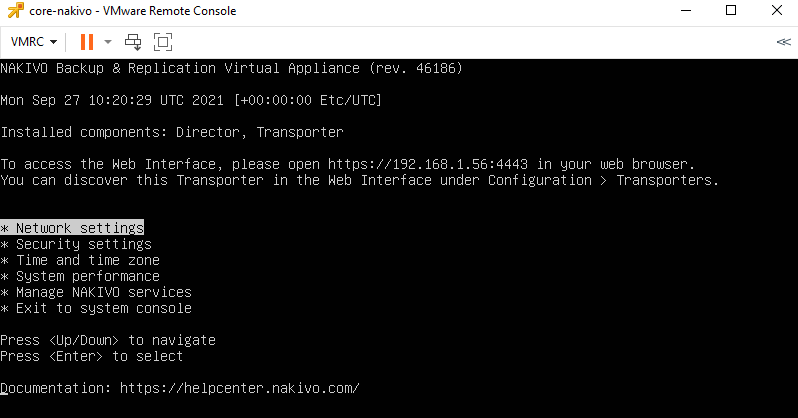 core-nakivo - VMware Remote Console
VMRC
NAKIVO Backup & Replication Virtual Appliance (rev. 46186)
Mon Sep 27 10:20:29 UTC 2021 [+00:00:00 Etc/UTC]
Installed components: Director, Transporter
To access the Web Interface, please open https://192.168.1.56:4443 in your web browser.
You can discover this Transporter in the Web Interface under Configuration > Transporters.
* Network settings
* Security settings
* Time and time zone
* System performance
* Manage NAKIVO services
* Exit to system console
Press <Up/Down> to navigate
Press <Enter> to select
Documentation: https://helpcenter.nakivo.com/